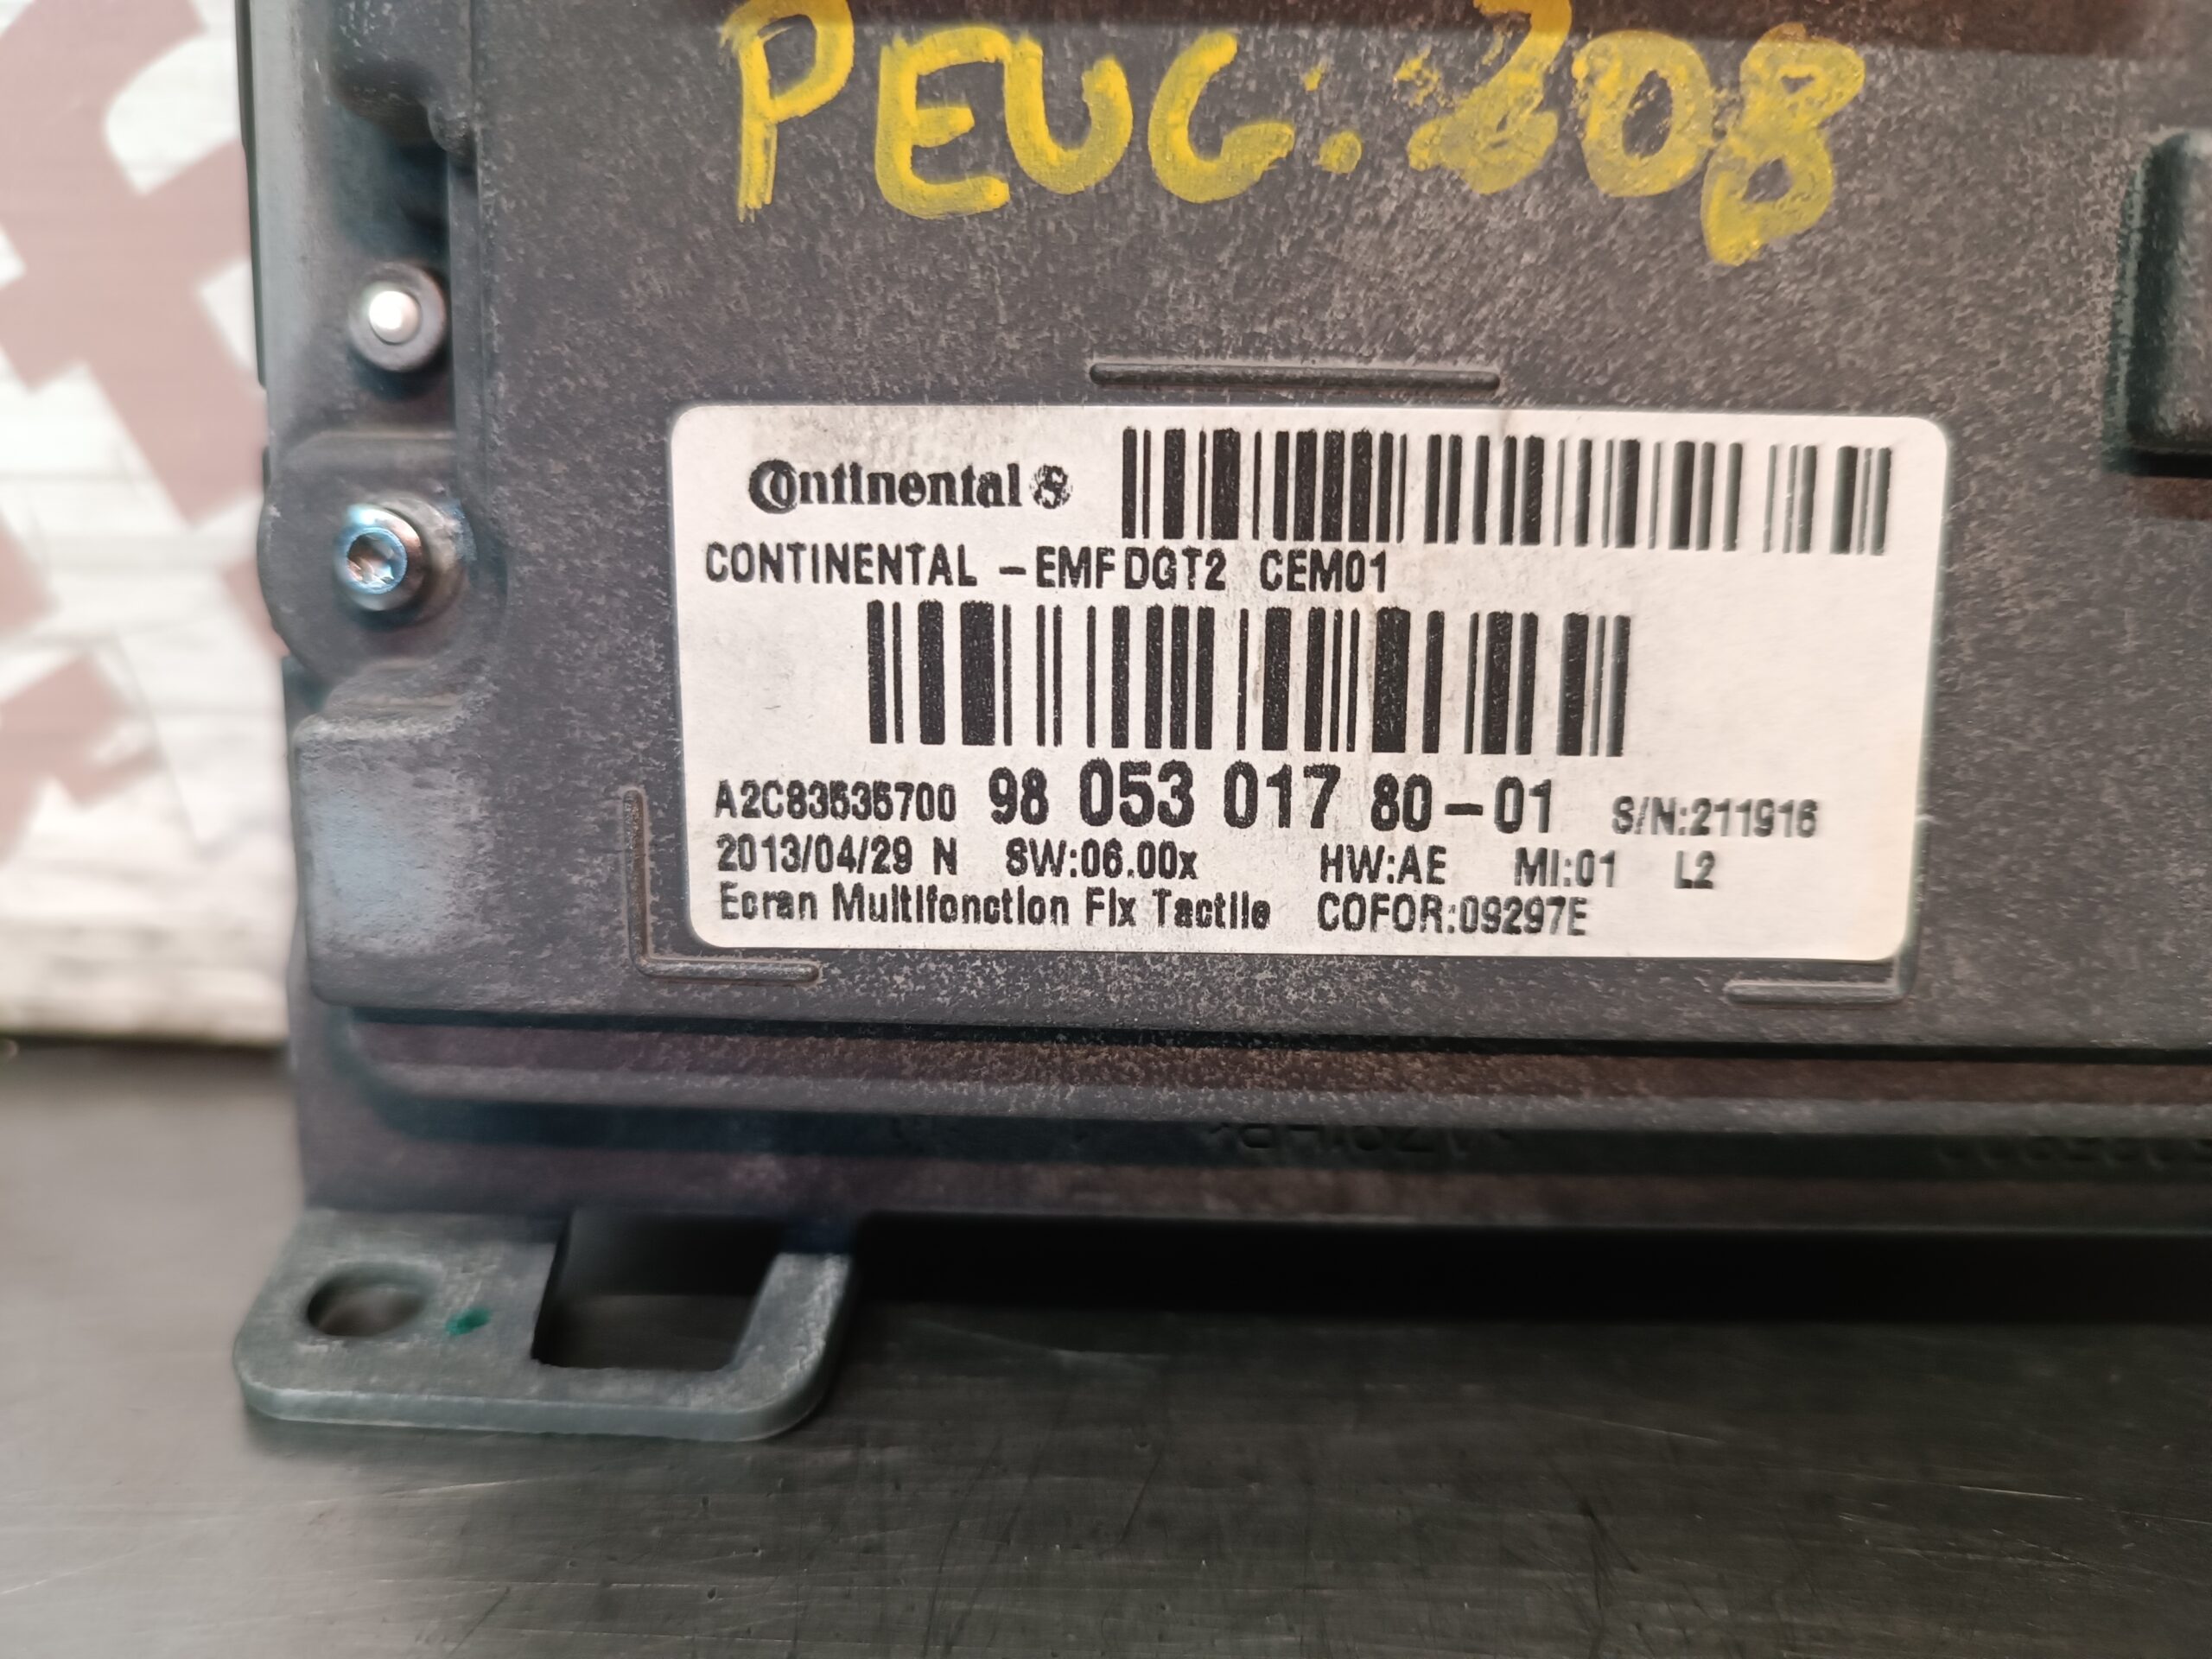 PEUG. 208
Continental
CONTINENTAL -EMF DGT2 CEM01
A2C83535700 98 053 017 80-01 S/N:211916
2013/04/29 N SW:06.00x HW:AE MI:01 L2
Ecran Multifonction Fix Tactile COFOR:09297E